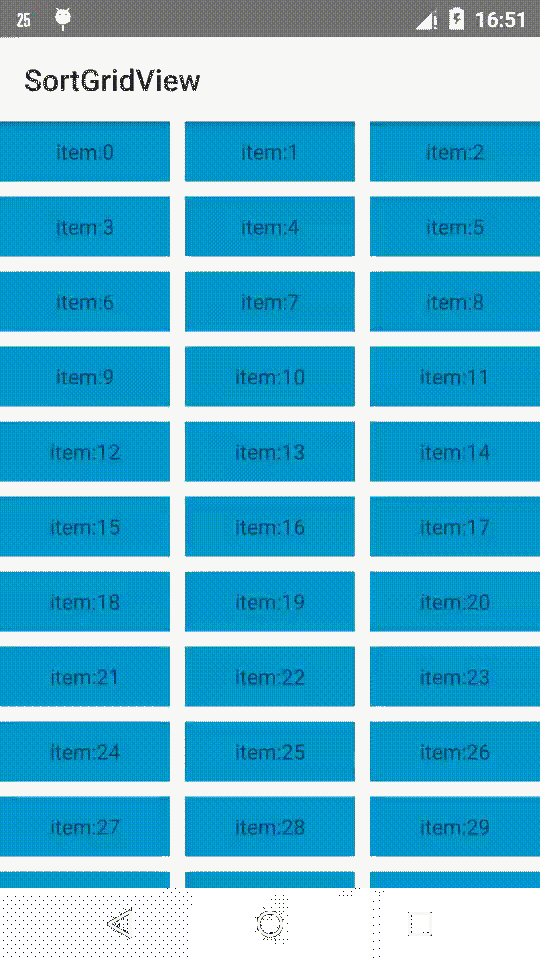 25 16:51
SortGridView
item:0 item:1 item:2
item:3 item:4 item:5
item:6 item:7 item:8
item:9 item:10 item:11
item:12 item:13 item:14
item:15 item:16 item:17
item:18 item:19 item:20
item:21 item:22 item:23
item:24 item:25 item:26
item:27 item:28 item:29